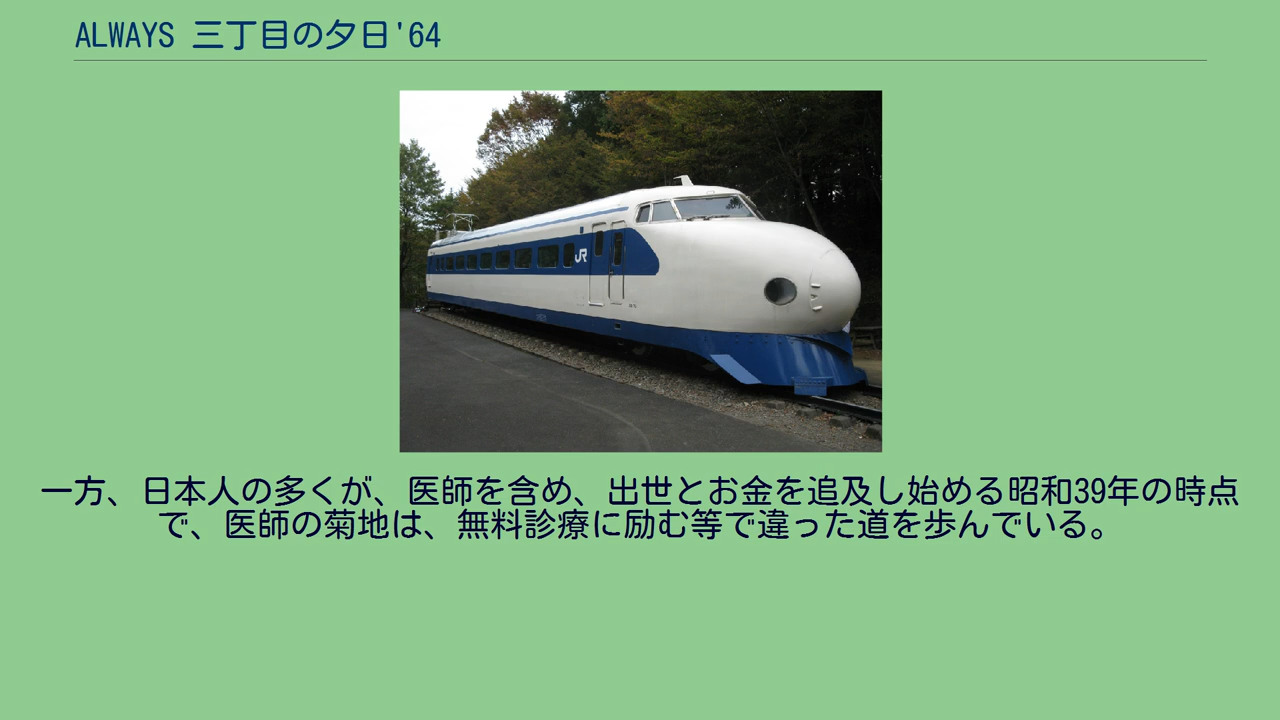 ALWAYS 三丁目の夕日'64
JR
一方、日本人の多くが、医師を含め、出世とお金を追及し始める昭和39年の時点
で、医師の菊地は、無料診療に励む等で違った道を歩んでいる。